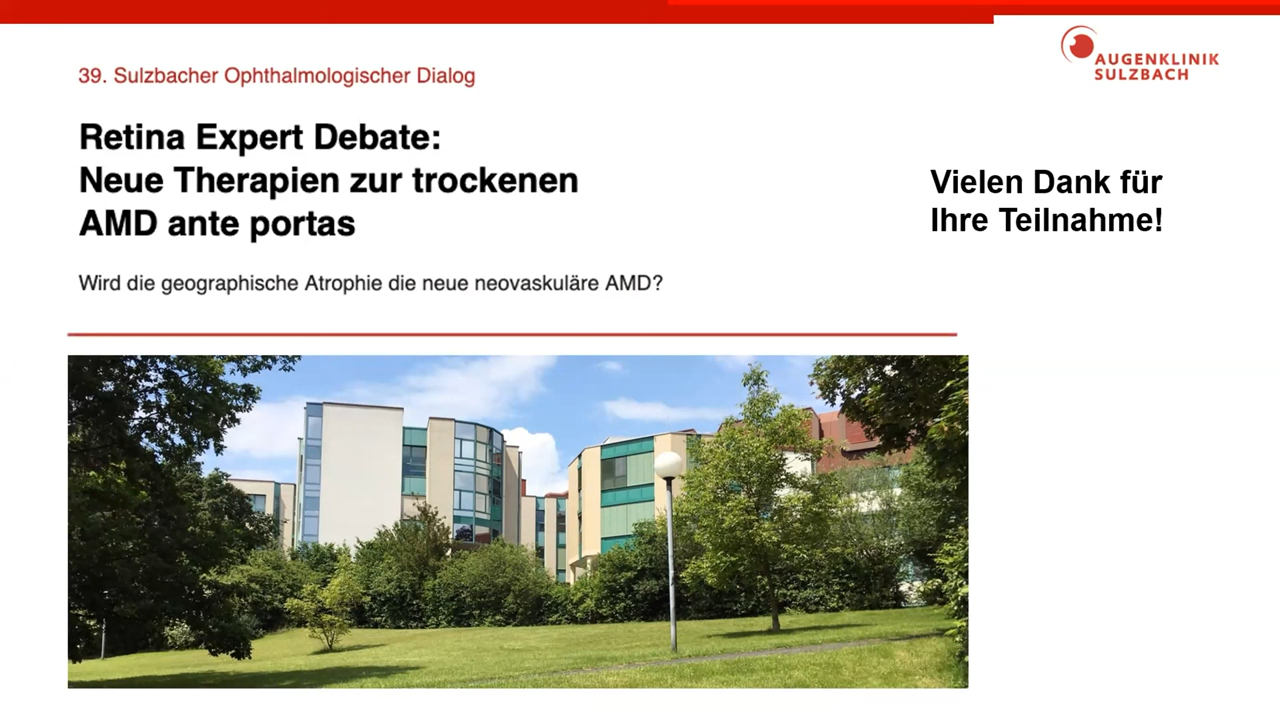 AUGENKLINIK
SULZBACH
39. Sulzbacher Ophthalmologischer Dialog
Retina Expert Debate:
Neue Therapien zur trockenen
AMD ante portas
Wird die geographische Atrophie die neue neovaskuläre AMD?
Vielen Dank für
Ihre Teilnahme!